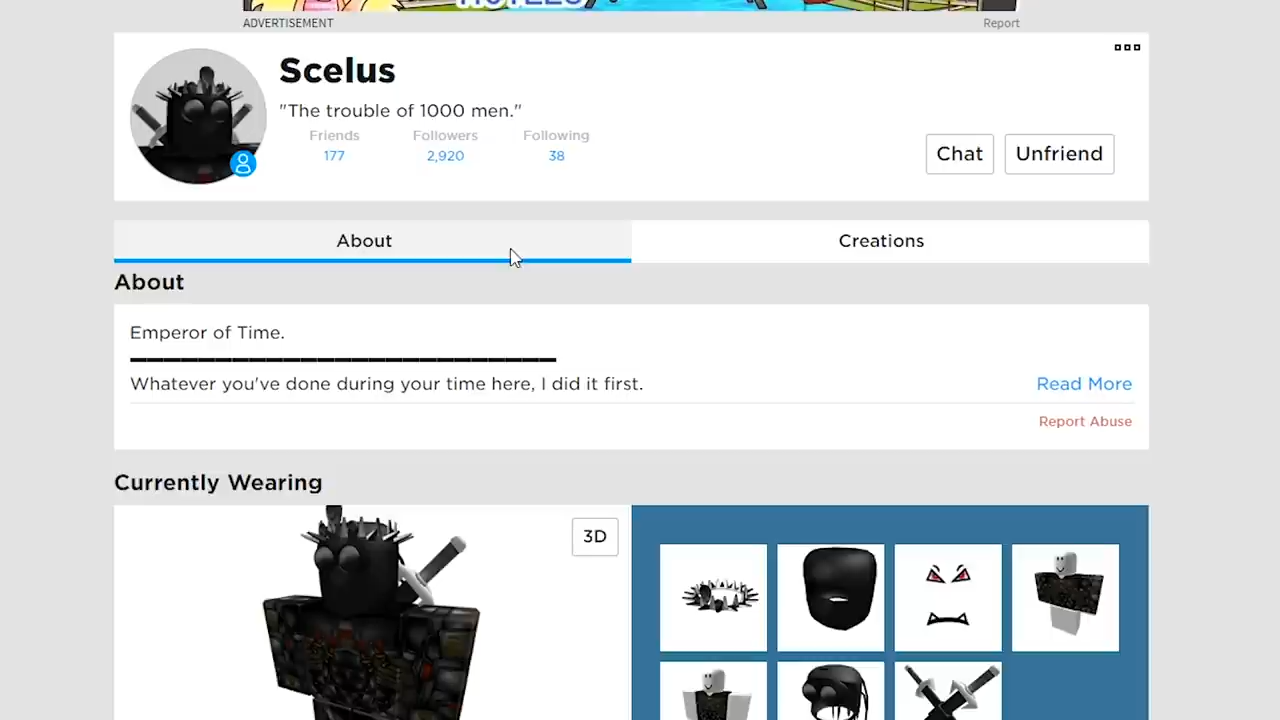 HOTELS
ADVERTISEMENT
Report
Scelus
"The trouble of 1000 men."
Friends
Followers
Following
177
2,920
38
Chat
Unfriend
About
Creations
About
Emperor of Time.
Whatever you've done during your time here, I did it first.
Read More
Report Abuse
Currently Wearing
3D